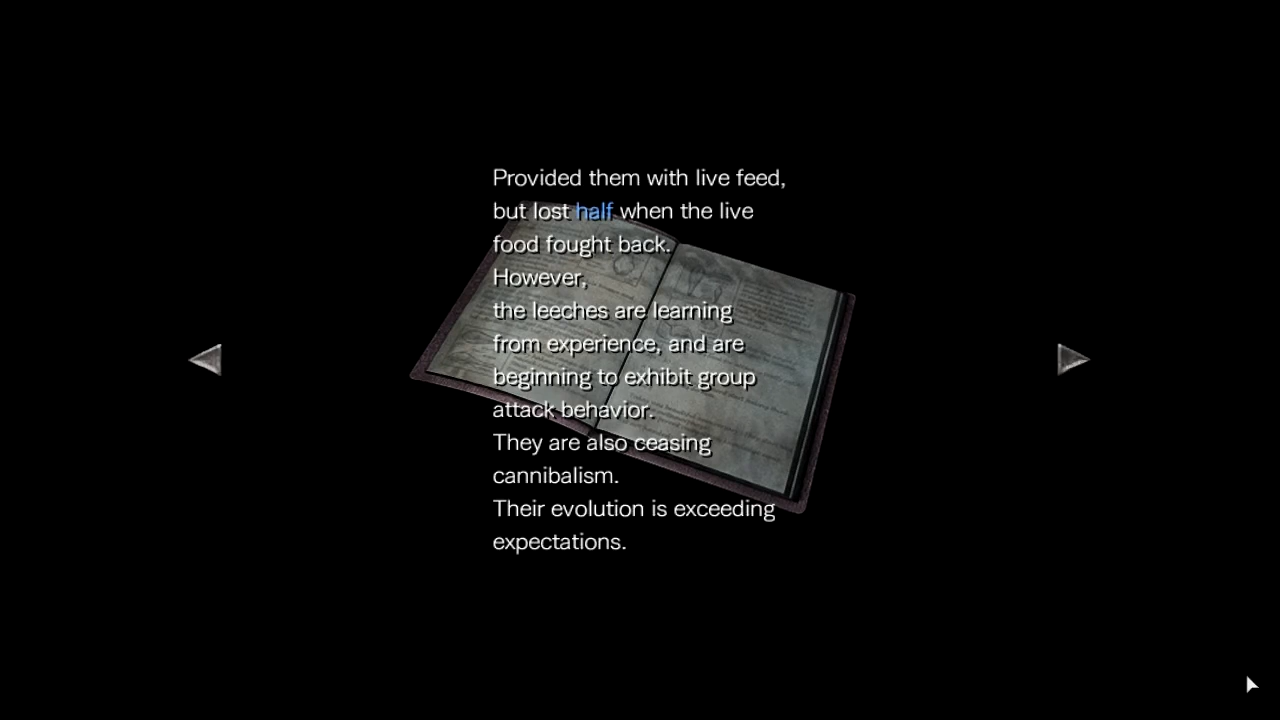 Provided them with live feed,
but lost half when the live
food fought back.
However,
the leeches are learning
from experience, and are
beginning to exhibit group
attack behavior.
They are also ceasing
cannibalism.
Their evolution is exceeding
expectations.